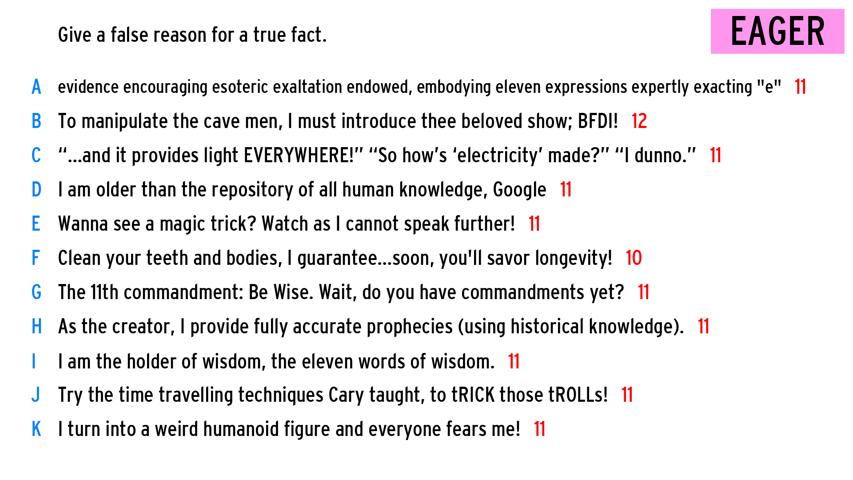 Give a false reason for a true fact.
EAGER
A evidence encouraging esoteric exaltation endowed, embodying eleven expressions expertly exacting "e" 11
B To manipulate the cave men, I must introduce thee beloved show; BFDI! 12
C “...and it provides light EVERYWHERE!” “So how’s ‘electricity’ made?” “I dunno.” 11
D I am older than the repository of all human knowledge, Google 11
E Wanna see a magic trick? Watch as I cannot speak further! 11
F Clean your teeth and bodies, I guarantee...soon, you'll savor longevity! 10
G The 11th commandment: Be Wise. Wait, do you have commandments yet? 11
H As the creator, I provide fully accurate prophecies (using historical knowledge). 11
I I am the holder of wisdom, the eleven words of wisdom. 11
J Try the time travelling techniques Cary taught, to tRICK those tROLLs! 11
K I turn into a weird humanoid figure and everyone fears me! 11